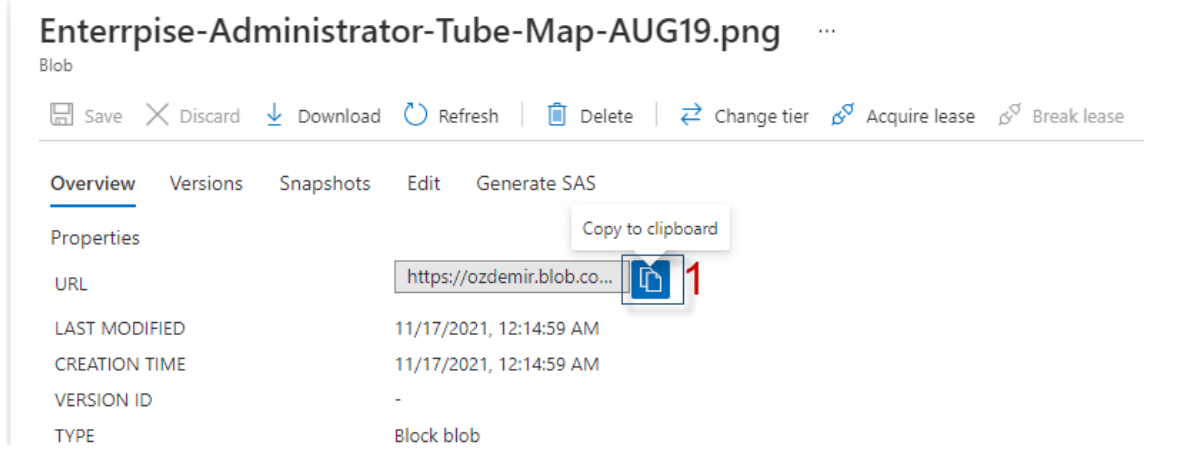 Enterrpise-Administrator-Tube-Map-AUG19.png ...
Blob
Save Discard Download Refresh Delete Change tier Acquire lease Break lease
Overview Versions Snapshots Edit Generate SAS
Copy to clipboard
Properties
URL https://ozdemir.blob.co... 1
LAST MODIFIED 11/17/2021, 12:14:59 AM
CREATION TIME 11/17/2021, 12:14:59 AM
VERSION ID -
TYPE Block blob